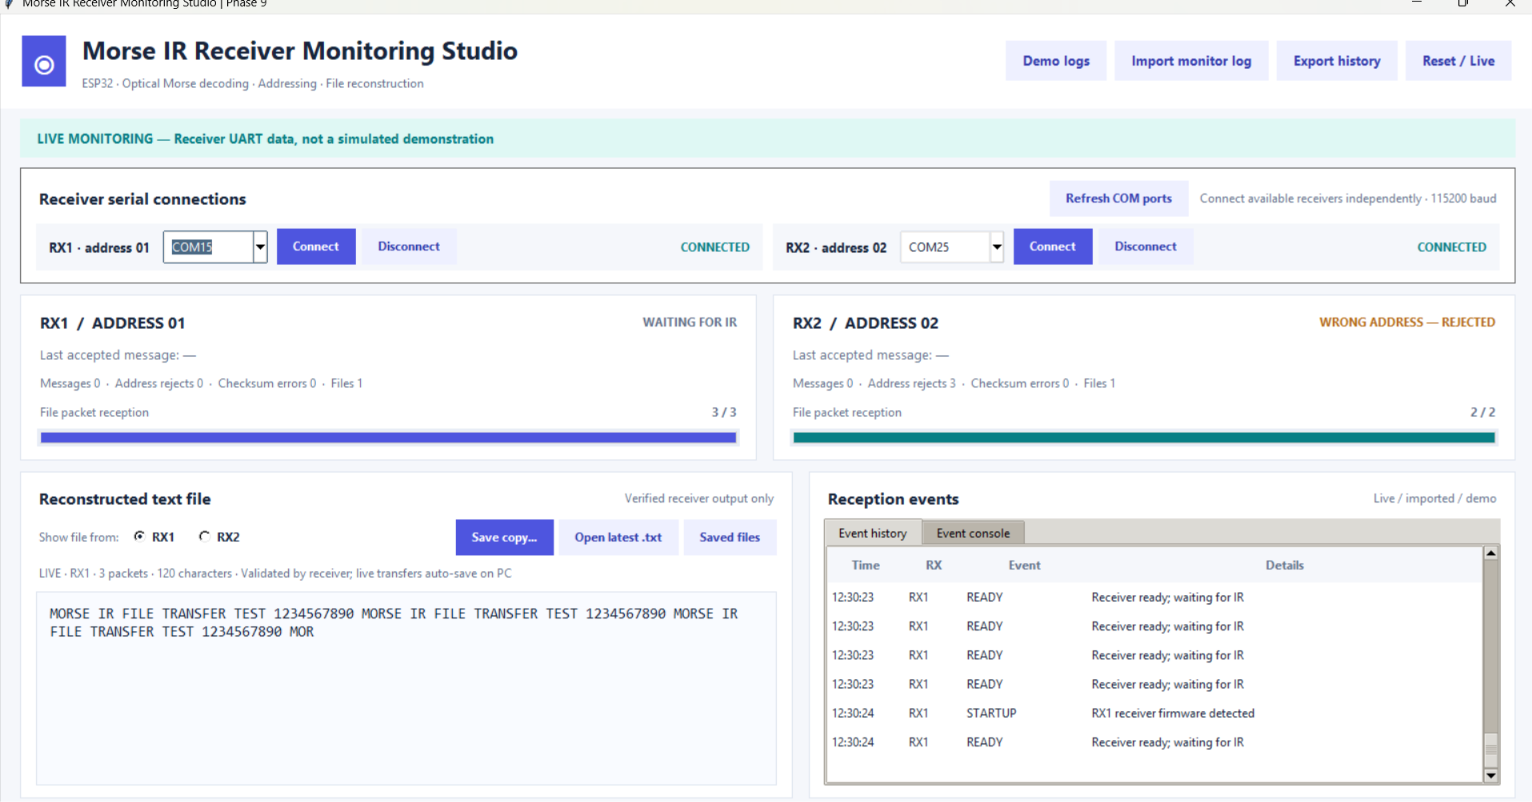 Morse IR Receiver Monitoring Studio | Phase 9
Morse IR Receiver Monitoring Studio
ESP32 · Optical Morse decoding · Addressing · File reconstruction
Demo logs
Import monitor log
Export history
Reset / Live
LIVE MONITORING — Receiver UART data, not a simulated demonstration
Receiver serial connections
Refresh COM ports
Connect available receivers independently · 115200 baud
RX1 · address 01
COM15
Connect
Disconnect
CONNECTED
RX2 · address 02
COM25
Connect
Disconnect
CONNECTED
RX1 / ADDRESS 01
WAITING FOR IR
Last accepted message: —
Messages 0 · Address rejects 0 · Checksum errors 0 · Files 1
File packet reception
3 / 3
RX2 / ADDRESS 02
WRONG ADDRESS — REJECTED
Last accepted message: —
Messages 0 · Address rejects 3 · Checksum errors 0 · Files 1
File packet reception
2 / 2
Reconstructed text file
Verified receiver output only
Show file from:
RX1
RX2
Save copy...
Open latest .txt
Saved files
LIVE · RX1 · 3 packets · 120 characters · Validated by receiver; live transfers auto-save on PC
MORSE IR FILE TRANSFER TEST 1234567890 MORSE IR FILE TRANSFER TEST 1234567890 MORSE IR
FILE TRANSFER TEST 1234567890 MOR
Reception events
Live / imported / demo
Event history
Event console
Time RX Event Details
12:30:23 RX1 READY Receiver ready; waiting for IR
12:30:23 RX1 READY Receiver ready; waiting for IR
12:30:23 RX1 READY Receiver ready; waiting for IR
12:30:23 RX1 READY Receiver ready; waiting for IR
12:30:24 RX1 STARTUP RX1 receiver firmware detected
12:30:24 RX1 READY Receiver ready; waiting for IR